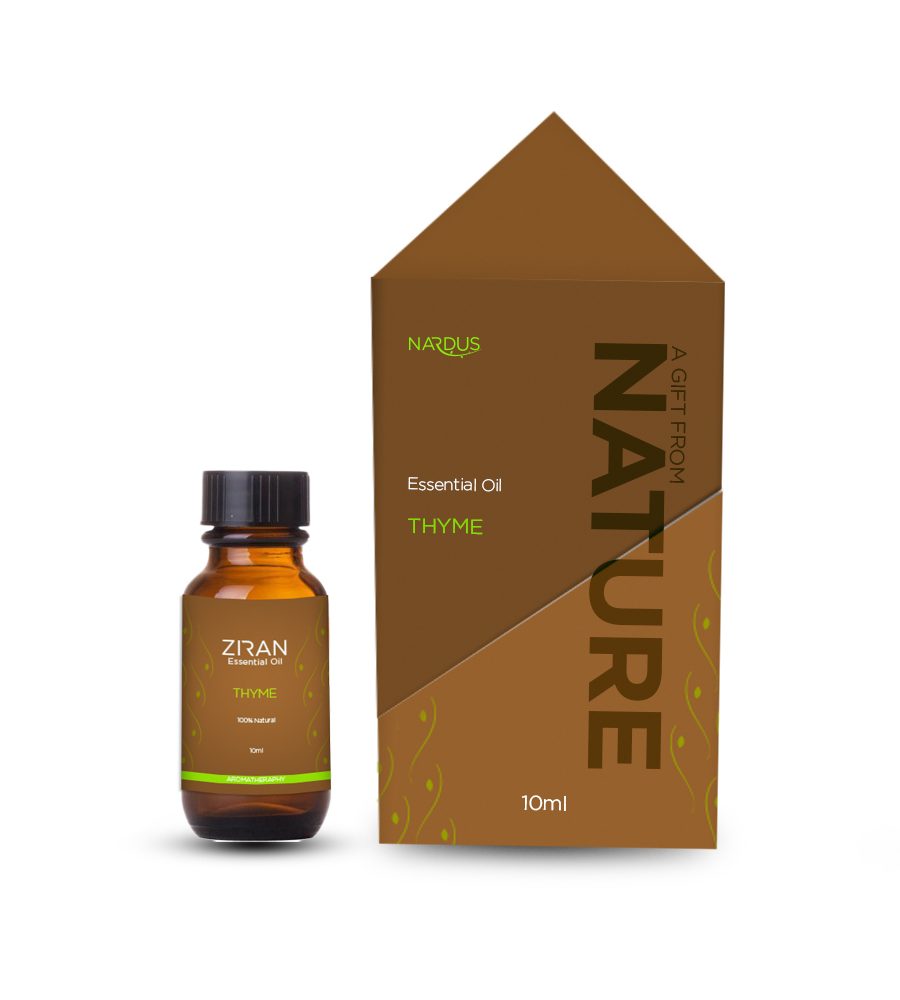 ZIRAN
Essential Oil
THYME
100% Natural
10ml
AROMATHERAPHY
NARDUS
Essential Oil
THYME
A GIFT FROM
NATURE
10ml